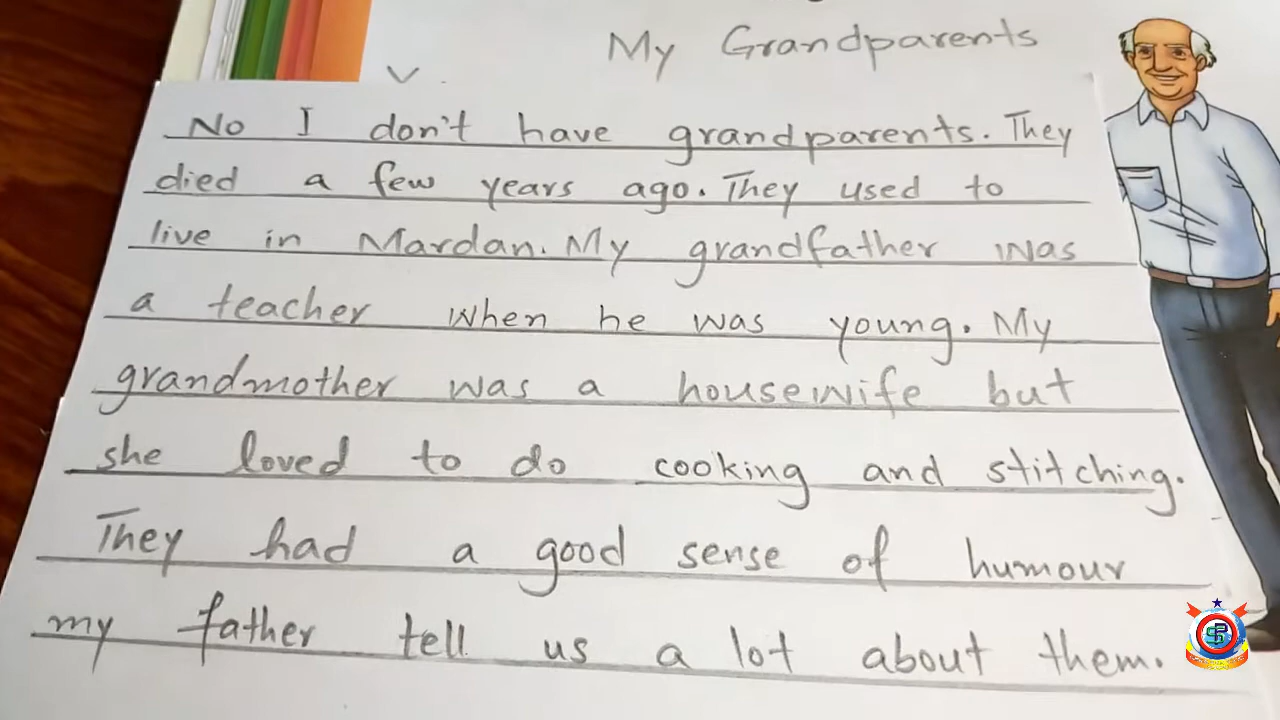 My Grandparents
No I don't have grandparents. They
died a few years ago. They used to
live in Mardan. My grandfather was
a teacher when he was young. My
grandmother was a housewife but
she loved to do cooking and stitching.
They had a good sense of humour
my father tell us a lot about them.